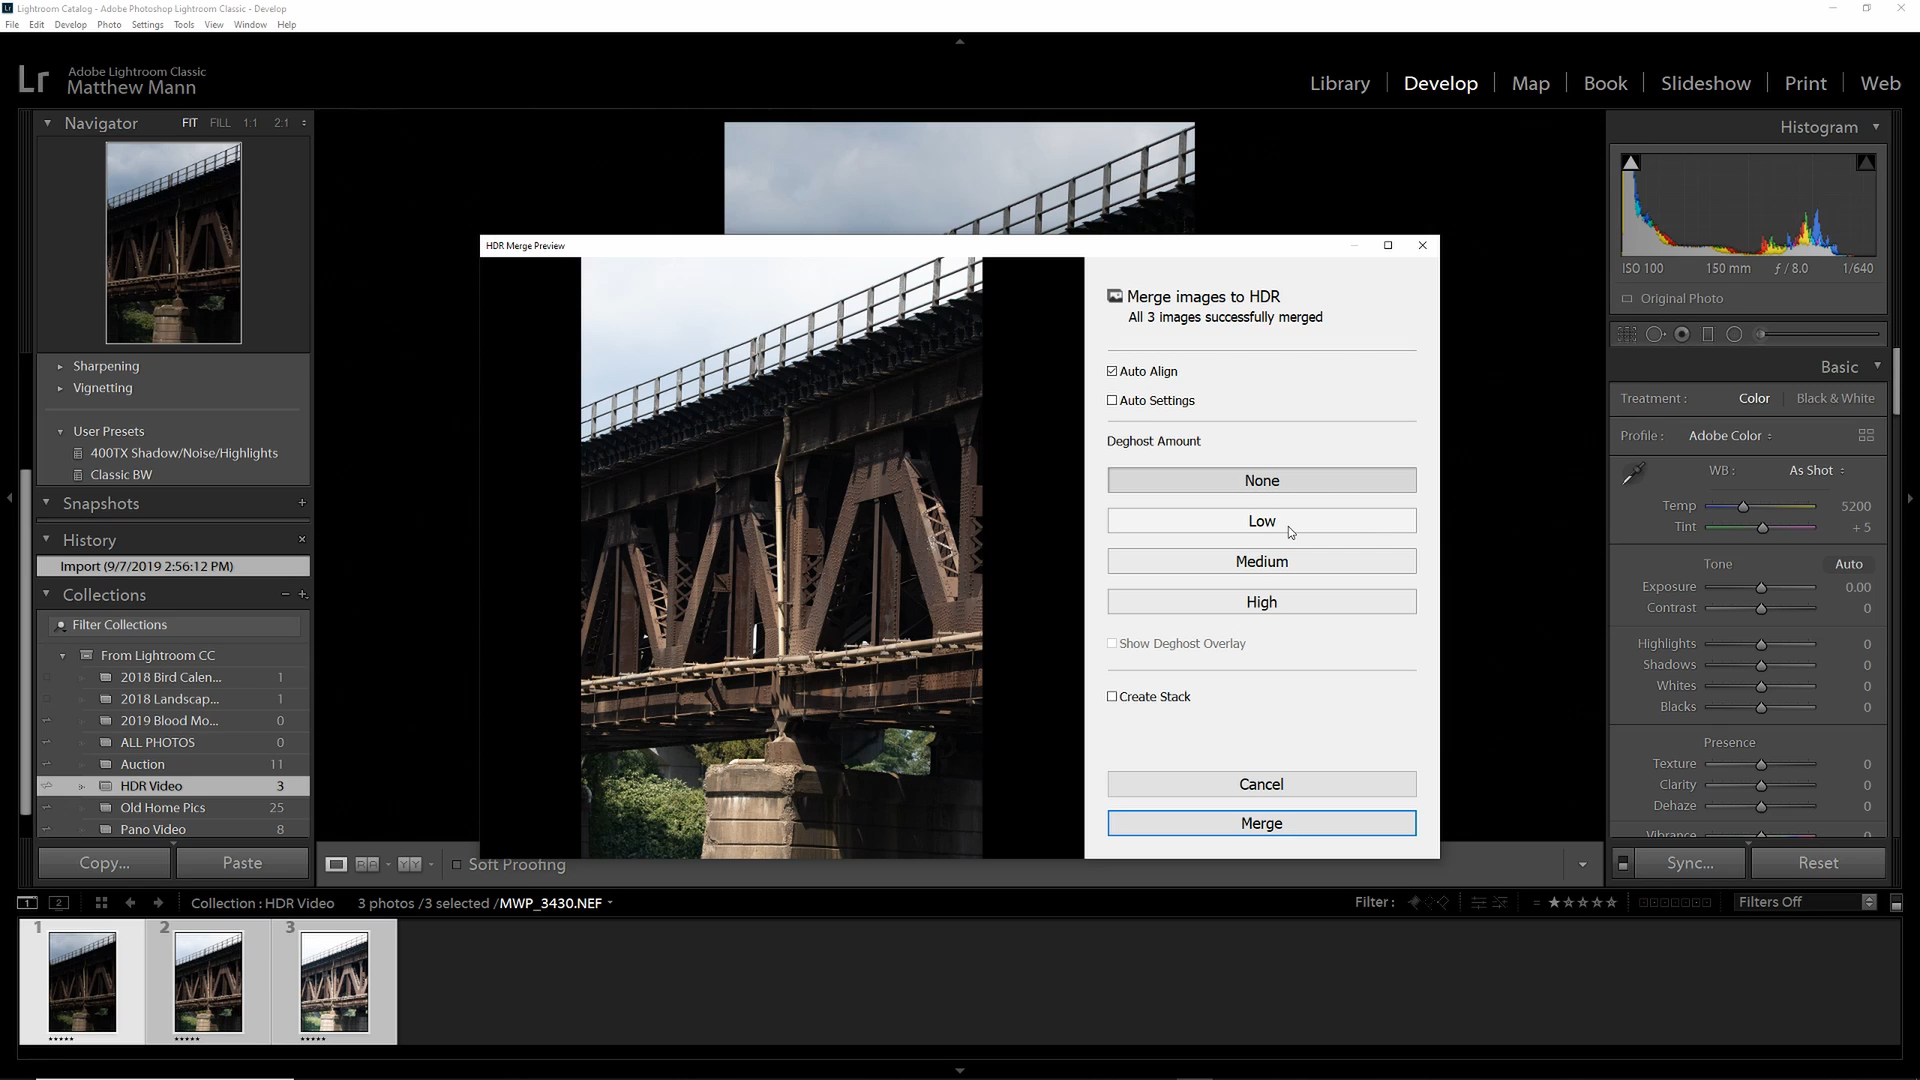 Lightroom Catalog - Adobe Photoshop Lightroom Classic - Develop
File Edit Develop Photo Settings Tools View Window Help
Lr
Adobe Lightroom Classic
Matthew Mann
Library Develop Map Book Slideshow Print Web
Navigator FIT FILL 1:1 2:1
Sharpening
Vignetting
User Presets
400TX Shadow/Noise/Highlights
Classic BW
Snapshots
History
Import (9/7/2019 2:56:12 PM)
Collections
Filter Collections
From Lightroom CC
2018 Bird Calen... 1
2018 Landscap... 1
2019 Blood Mo... 0
ALL PHOTOS 0
Auction 11
HDR Video 3
Old Home Pics 25
Pano Video 8
Copy... Paste
HDR Merge Preview
Merge images to HDR
All 3 images successfully merged
Auto Align
Auto Settings
Deghost Amount
None
Low
Medium
High
Show Deghost Overlay
Create Stack
Cancel
Merge
Soft Proofing
Histogram
ISO 100 150 mm ƒ / 8.0 1/640
Original Photo
Basic
Treatment : Color Black & White
Profile : Adobe Color
WB : As Shot
Temp 5200
Tint + 5
Tone Auto
Exposure 0.00
Contrast 0
Highlights 0
Shadows 0
Whites 0
Blacks 0
Presence
Texture 0
Clarity 0
Dehaze 0
Vibrance 0
Sync... Reset
1 2 Collection : HDR Video 3 photos /3 selected /MWP_3430.NEF
Filter : Filters Off
1 2 3